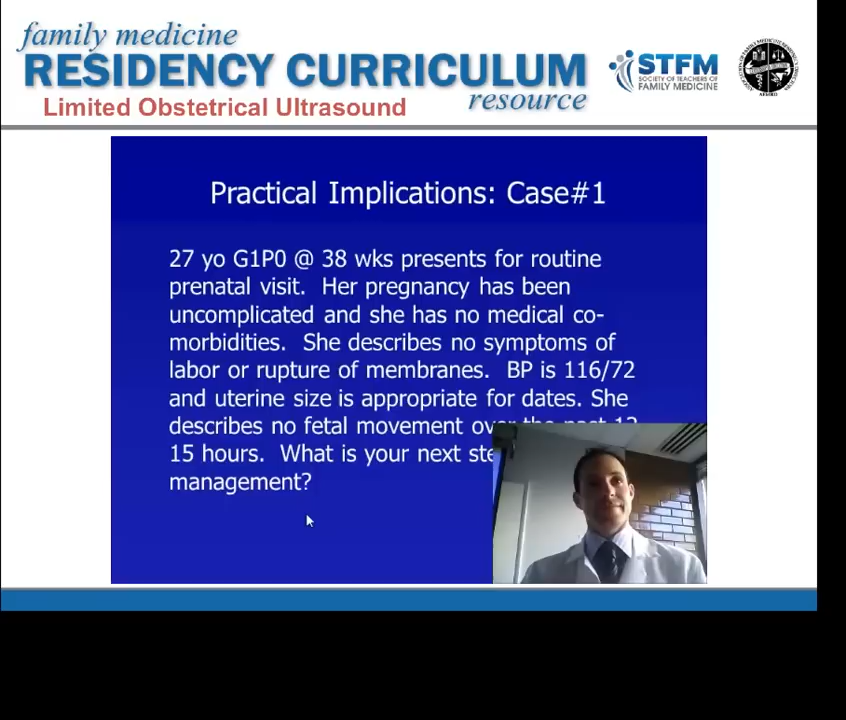 family medicine
RESIDENCY CURRICULUM
resource
Limited Obstetrical Ultrasound
STFM
SOCIETY OF TEACHERS OF
FAMILY MEDICINE
Practical Implications: Case#1
27 yo G1P0 @ 38 wks presents for routine
prenatal visit. Her pregnancy has been
uncomplicated and she has no medical co-
morbidities. She describes no symptoms of
labor or rupture of membranes. BP is 116/72
and uterine size is appropriate for dates. She
describes no fetal movement over the past
15 hours. What is your next
management?